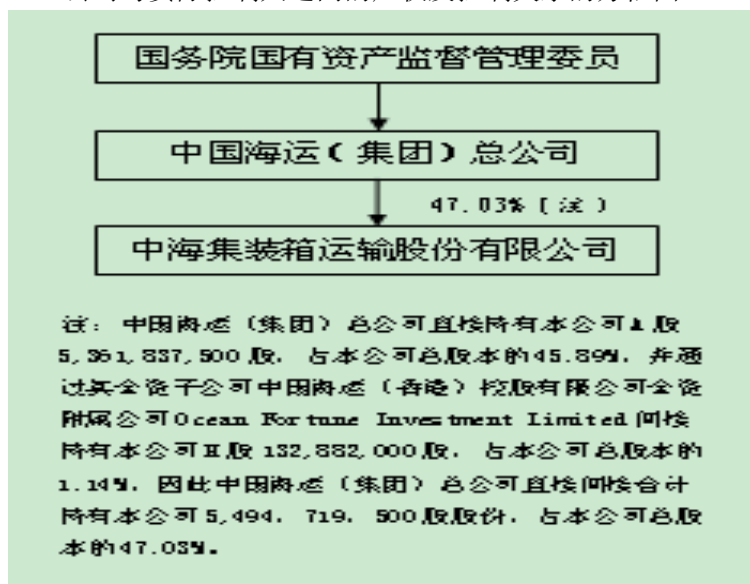 国务院国有资产监督管理委员
中国海运(集团)总公司
47.03%(注)
中海集装箱运输股份有限公司
注：中国海运（集团）总公司直接持有本公司A股
5,361,837,500股，占本公司总股本的45.89%，并通
过其全资子公司中国海运（香港）控股有限公司全资
附属公司Ocean Fortune Investment Limited间接
持有本公司H股132,882,000股，占本公司总股本的
1.14%，因此中国海运（集团）总公司直接间接合计
持有本公司5,494，719，500股股份，占本公司总股
本的47.03%。